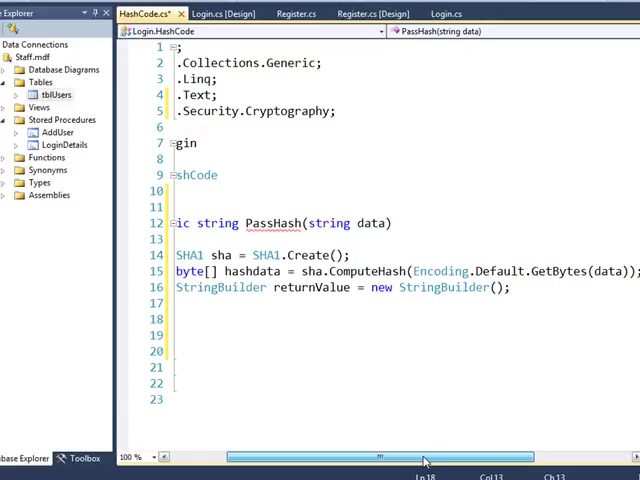 e Explorer
Data Connections
Staff.mdf
Database Diagrams
Tables
tblUsers
Views
Stored Procedures
AddUser
LoginDetails
Functions
Synonyms
Types
Assemblies
abase Explorer
Toolbox
HashCode.cs*
Login.cs [Design]
Register.cs
Register.cs [Design]
Login.cs
Login.HashCode
PassHash(string data)
1 ;
2 .Collections.Generic;
3 .Linq;
4 .Text;
5 .Security.Cryptography;
6
7 gin
8
9 shCode
10
11
12 ic string PassHash(string data)
13
14 SHA1 sha = SHA1.Create();
15 byte[] hashdata = sha.ComputeHash(Encoding.Default.GetBytes(data));
16 StringBuilder returnValue = new StringBuilder();
17
18
19
20
21
22
23
100 %
Ln 18 Col 13 Ch 13